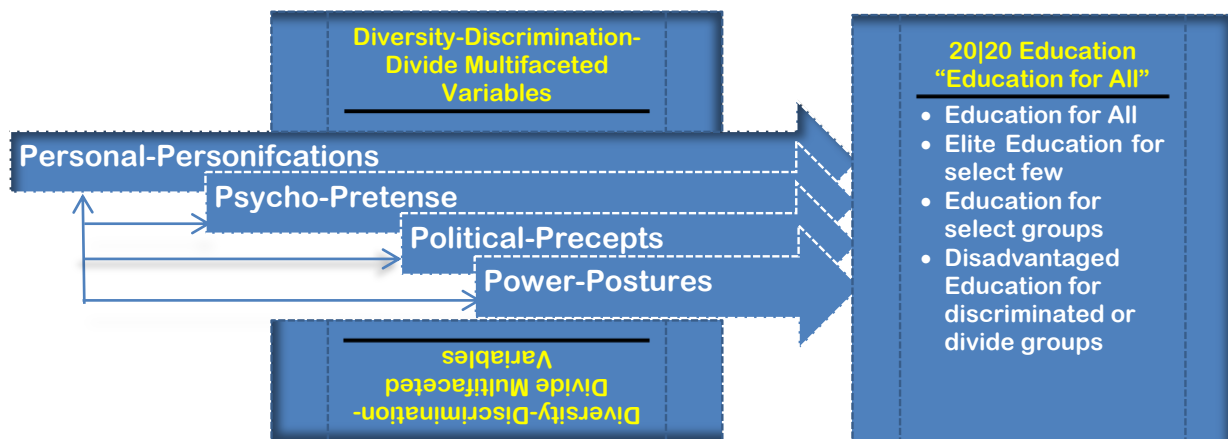 Diversity-Discrimination-
Divide Multifaceted
Variables
20|20 Education
“Education for All”
• Education for All
• Elite Education for
select few
• Education for
select groups
• Disadvantaged
Education for
discriminated or
divide groups
Personal-Personifcations
Psycho-Pretense
Political-Precepts
Power-Postures
Diversity-Discrimination-
Divide Multifaceted
Variables